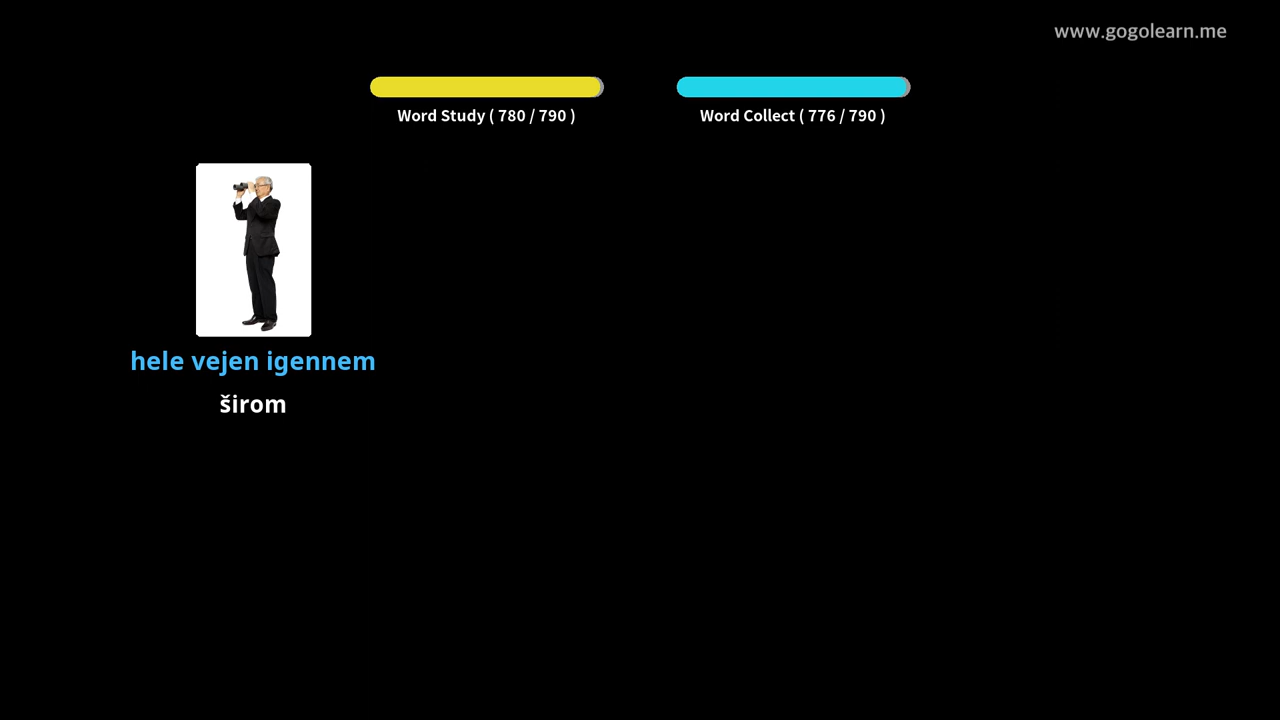 www.gogolearn.me
Word Study ( 780 / 790 )
Word Collect ( 776 / 790 )
hele vejen igennem
širom